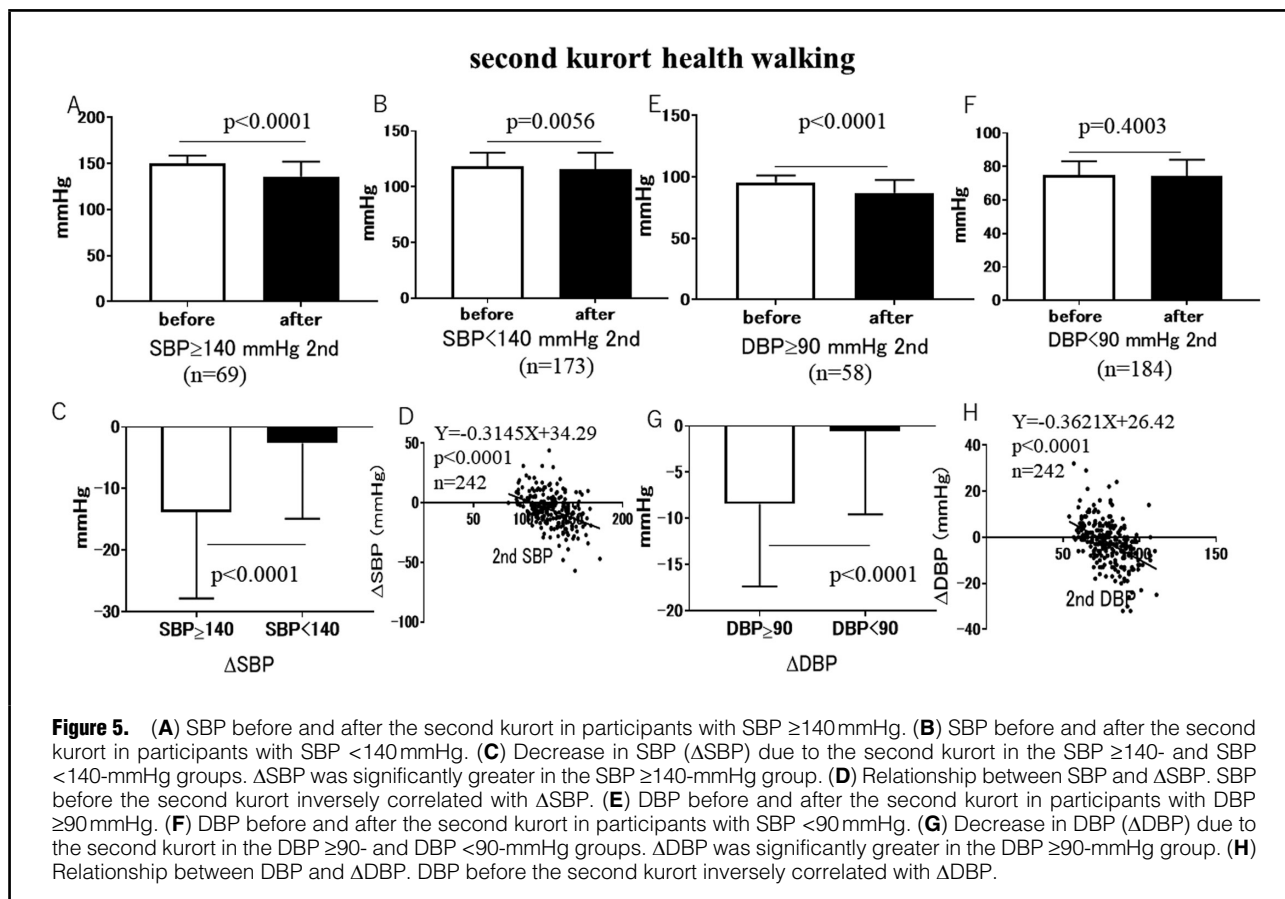 second kurort health walking
A
200
150
100
50
0
mmHg
p<0.0001
before
after
SBP≥140 mmHg 2nd
(n=69)
B
150
100
50
0
mmHg
p=0.0056
before
after
SBP<140 mmHg 2nd
(n=173)
E
150
100
50
0
mmHg
p<0.0001
before
after
DBP≥90 mmHg 2nd
(n=58)
F
100
80
60
40
20
0
mmHg
p=0.4003
before
after
DBP<90 mmHg 2nd
(n=184)
C
0
-10
-20
-30
mmHg
p<0.0001
SBP≥140
SBP<140
ΔSBP
D
Y=-0.3145X+34.29
p<0.0001
n=242
50
0
-50
-100
ΔSBP (mmHg)
50
100
200
2nd SBP
G
0
-5
-10
-15
-20
mmHg
p<0.0001
DBP≥90
DBP<90
ΔDBP
H
Y=-0.3621X+26.42
p<0.0001
n=242
40
20
0
-20
-40
ΔDBP (mmHg)
50
100
150
2nd DBP
Figure 5. (A) SBP before and after the second kurort in participants with SBP ≥140 mmHg. (B) SBP before and after the second
kurort in participants with SBP <140 mmHg. (C) Decrease in SBP (ΔSBP) due to the second kurort in the SBP ≥140- and SBP
<140-mmHg groups. ΔSBP was significantly greater in the SBP ≥140-mmHg group. (D) Relationship between SBP and ΔSBP. SBP
before the second kurort inversely correlated with ΔSBP. (E) DBP before and after the second kurort in participants with DBP
≥90 mmHg. (F) DBP before and after the second kurort in participants with SBP <90 mmHg. (G) Decrease in DBP (ΔDBP) due to
the second kurort in the DBP ≥90- and DBP <90-mmHg groups. ΔDBP was significantly greater in the DBP ≥90-mmHg group. (H)
Relationship between DBP and ΔDBP. DBP before the second kurort inversely correlated with ΔDBP.